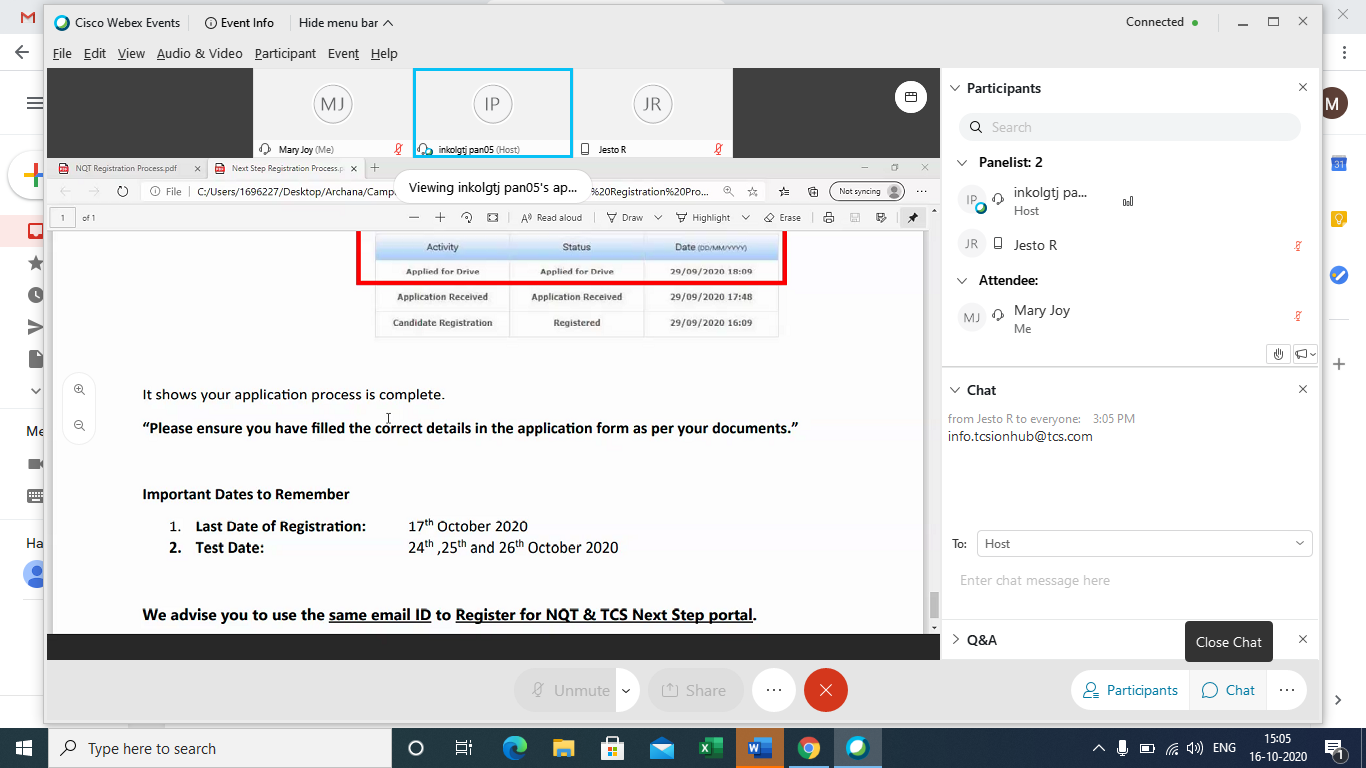 Cisco Webex Events
Event Info
Hide menu bar
Connected
File Edit View Audio & Video Participant Event Help
MJ
IP
JR
Mary Joy (Me)
inkolgtj pan05 (Host)
Jesto R
NQT Registration Process.pdf
Next Step Registration Process.p
Viewing inkolgtj pan05's ap...
File
C:/Users/1696227/Desktop/Archana/Camp
%20Registration%20Pro...
Not syncing
1 of 1
Read aloud
Draw
Highlight
Erase
Activity Status Date (DD/MM/YYYY)
Applied for Drive Applied for Drive 29/09/2020 18:09
Application Received Application Received 29/09/2020 17:48
Candidate Registration Registered 29/09/2020 16:09
It shows your application process is complete.
“Please ensure you have filled the correct details in the application form as per your documents.”
Important Dates to Remember
1. Last Date of Registration: 17th October 2020
2. Test Date: 24th ,25th and 26th October 2020
We advise you to use the same email ID to Register for NQT & TCS Next Step portal.
Participants
Search
Panelist: 2
IP
inkolgtj pa...
Host
JR
Jesto R
Attendee:
MJ
Mary Joy
Me
Chat
from Jesto R to everyone: 3:05 PM
info.tcsionhub@tcs.com
To: Host
Enter chat message here
Q&A
Close Chat
Unmute
Share
Participants
Chat
Me
Ha
M
31
Type here to search
ENG
15:05
16-10-2020
1